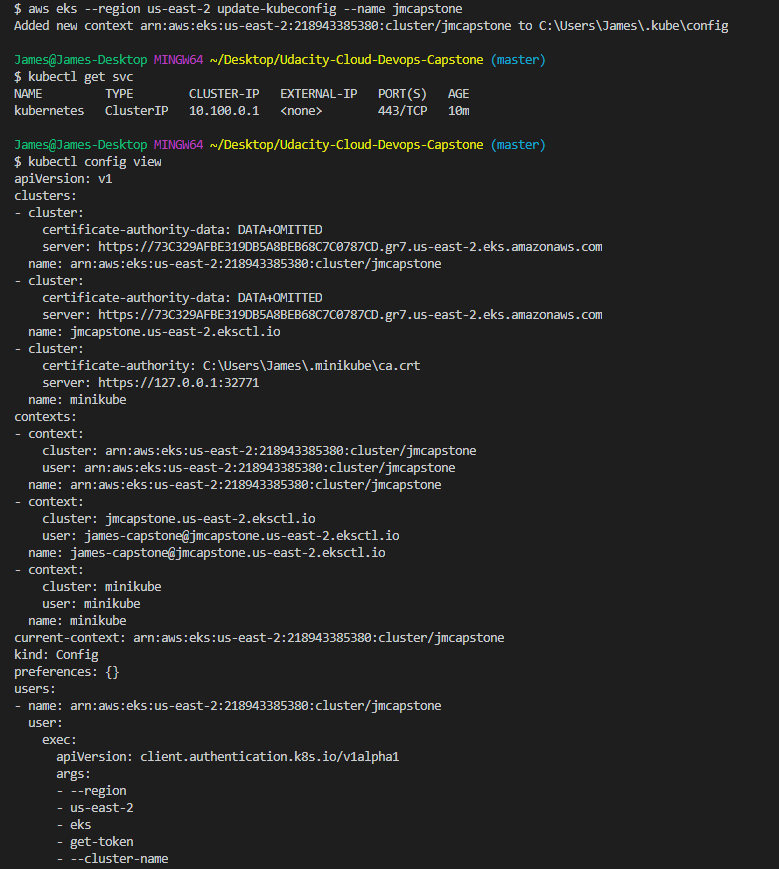 $ aws eks --region us-east-2 update-kubeconfig --name jmcapstone
Added new context arn:aws:eks:us-east-2:218943385380:cluster/jmcapstone to C:\Users\James\.kube\config

James@James-Desktop MINGW64 ~/Desktop/Udacity-Cloud-Devops-Capstone (master)
$ kubectl get svc
NAME         TYPE        CLUSTER-IP   EXTERNAL-IP   PORT(S)   AGE
kubernetes   ClusterIP   10.100.0.1   <none>        443/TCP   10m

James@James-Desktop MINGW64 ~/Desktop/Udacity-Cloud-Devops-Capstone (master)
$ kubectl config view
apiVersion: v1
clusters:
- cluster:
    certificate-authority-data: DATA+OMITTED
    server: https://73C329AFBE319DB5A8BEB68C7C0787CD.gr7.us-east-2.eks.amazonaws.com
  name: arn:aws:eks:us-east-2:218943385380:cluster/jmcapstone
- cluster:
    certificate-authority-data: DATA+OMITTED
    server: https://73C329AFBE319DB5A8BEB68C7C0787CD.gr7.us-east-2.eks.amazonaws.com
  name: jmcapstone.us-east-2.eksctl.io
- cluster:
    certificate-authority: C:\Users\James\.minikube\ca.crt
    server: https://127.0.0.1:32771
  name: minikube
contexts:
- context:
    cluster: arn:aws:eks:us-east-2:218943385380:cluster/jmcapstone
    user: arn:aws:eks:us-east-2:218943385380:cluster/jmcapstone
  name: arn:aws:eks:us-east-2:218943385380:cluster/jmcapstone
- context:
    cluster: jmcapstone.us-east-2.eksctl.io
    user: james-capstone@jmcapstone.us-east-2.eksctl.io
  name: james-capstone@jmcapstone.us-east-2.eksctl.io
- context:
    cluster: minikube
    user: minikube
  name: minikube
current-context: arn:aws:eks:us-east-2:218943385380:cluster/jmcapstone
kind: Config
preferences: {}
users:
- name: arn:aws:eks:us-east-2:218943385380:cluster/jmcapstone
  user:
    exec:
      apiVersion: client.authentication.k8s.io/v1alpha1
      args:
      - --region
      - us-east-2
      - eks
      - get-token
      - --cluster-name